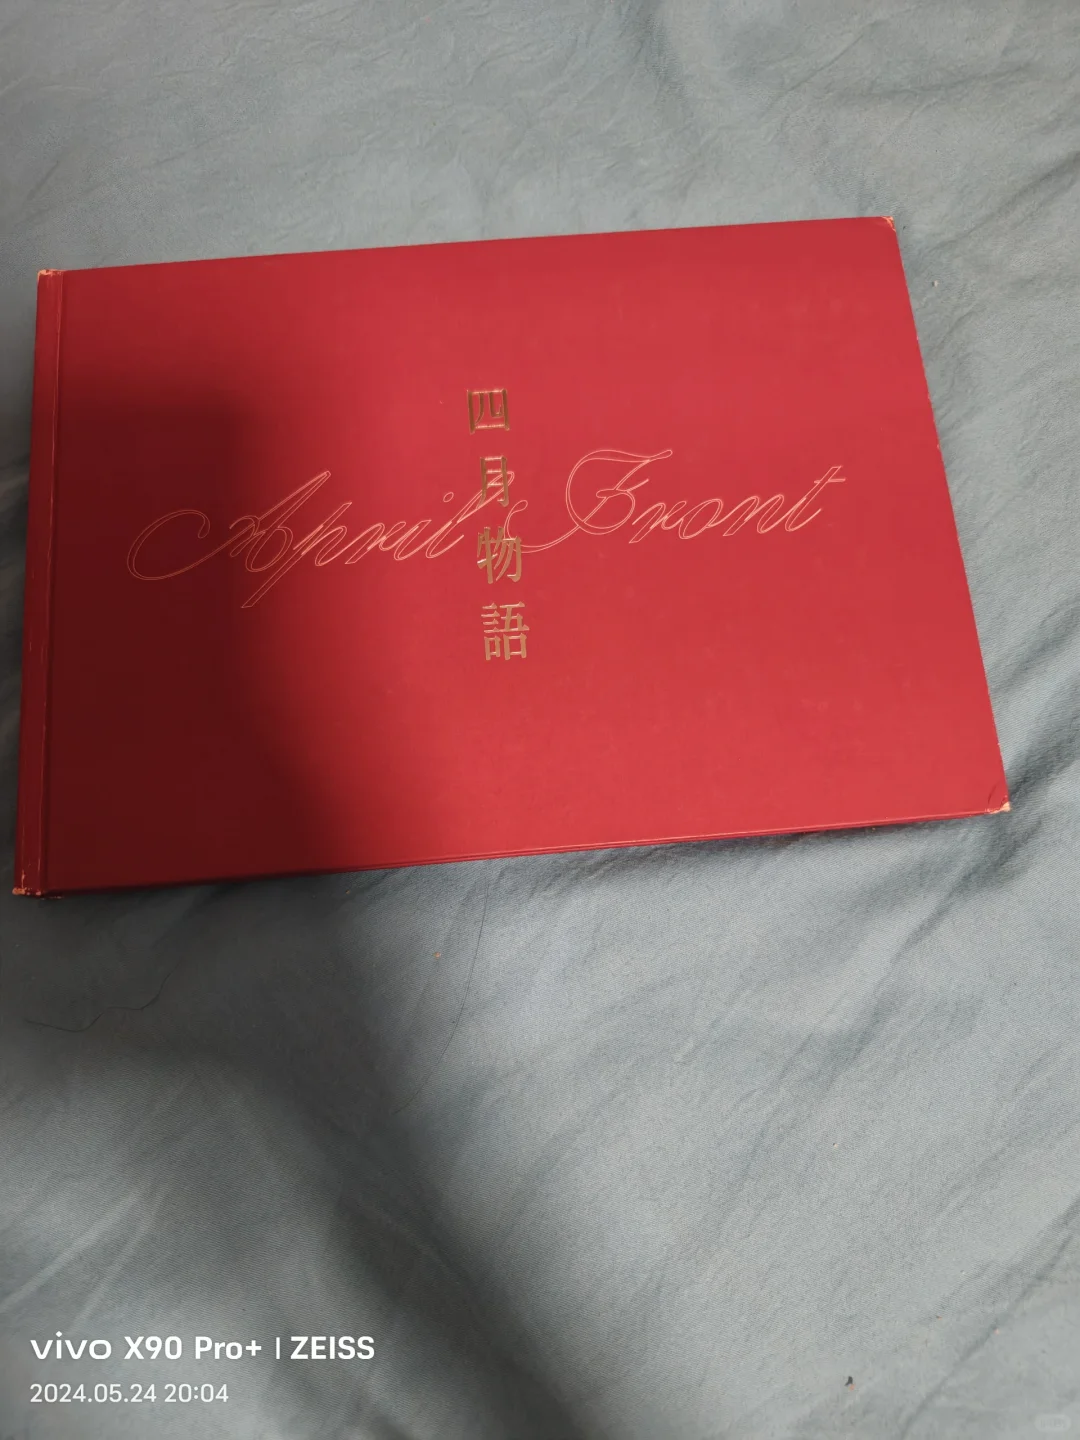 四月物語
April's Front
vivo X90 Pro+ | ZEISS
2024.05.24 20:04